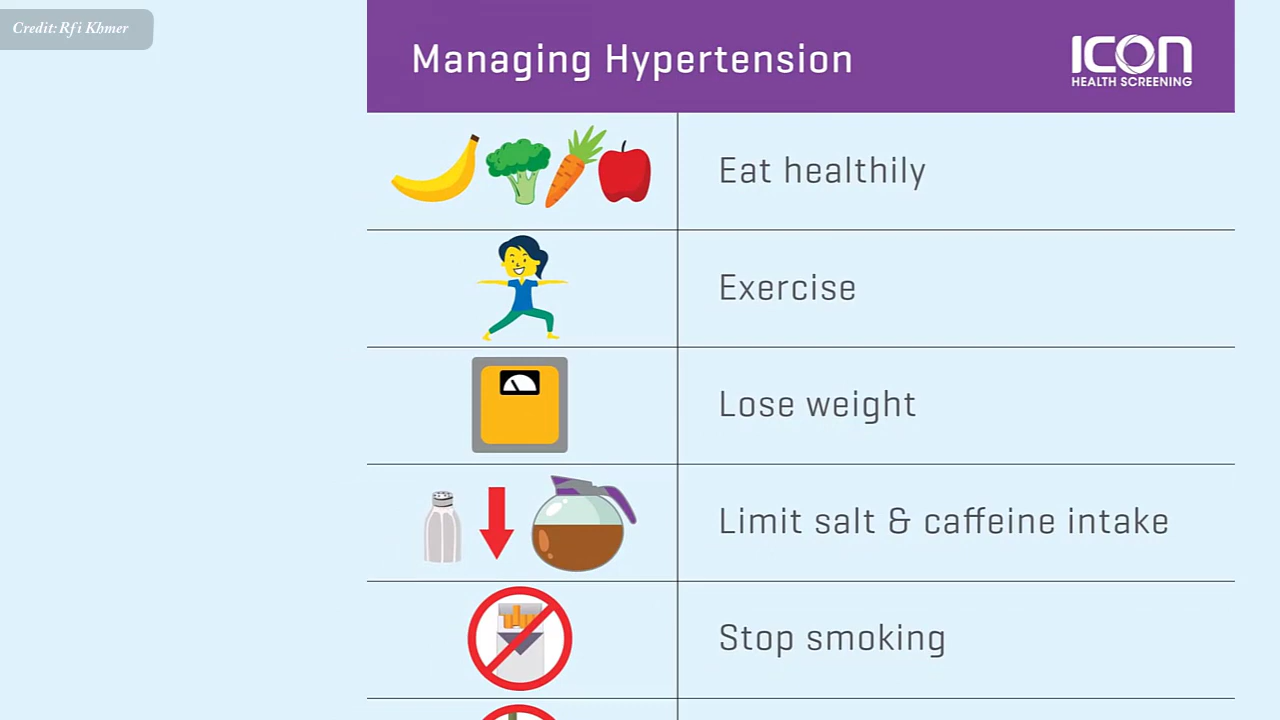 Credit: Rfi Khmer
Managing Hypertension
ICON
HEALTH SCREENING
Eat healthily
Exercise
Lose weight
Limit salt & caffeine intake
Stop smoking